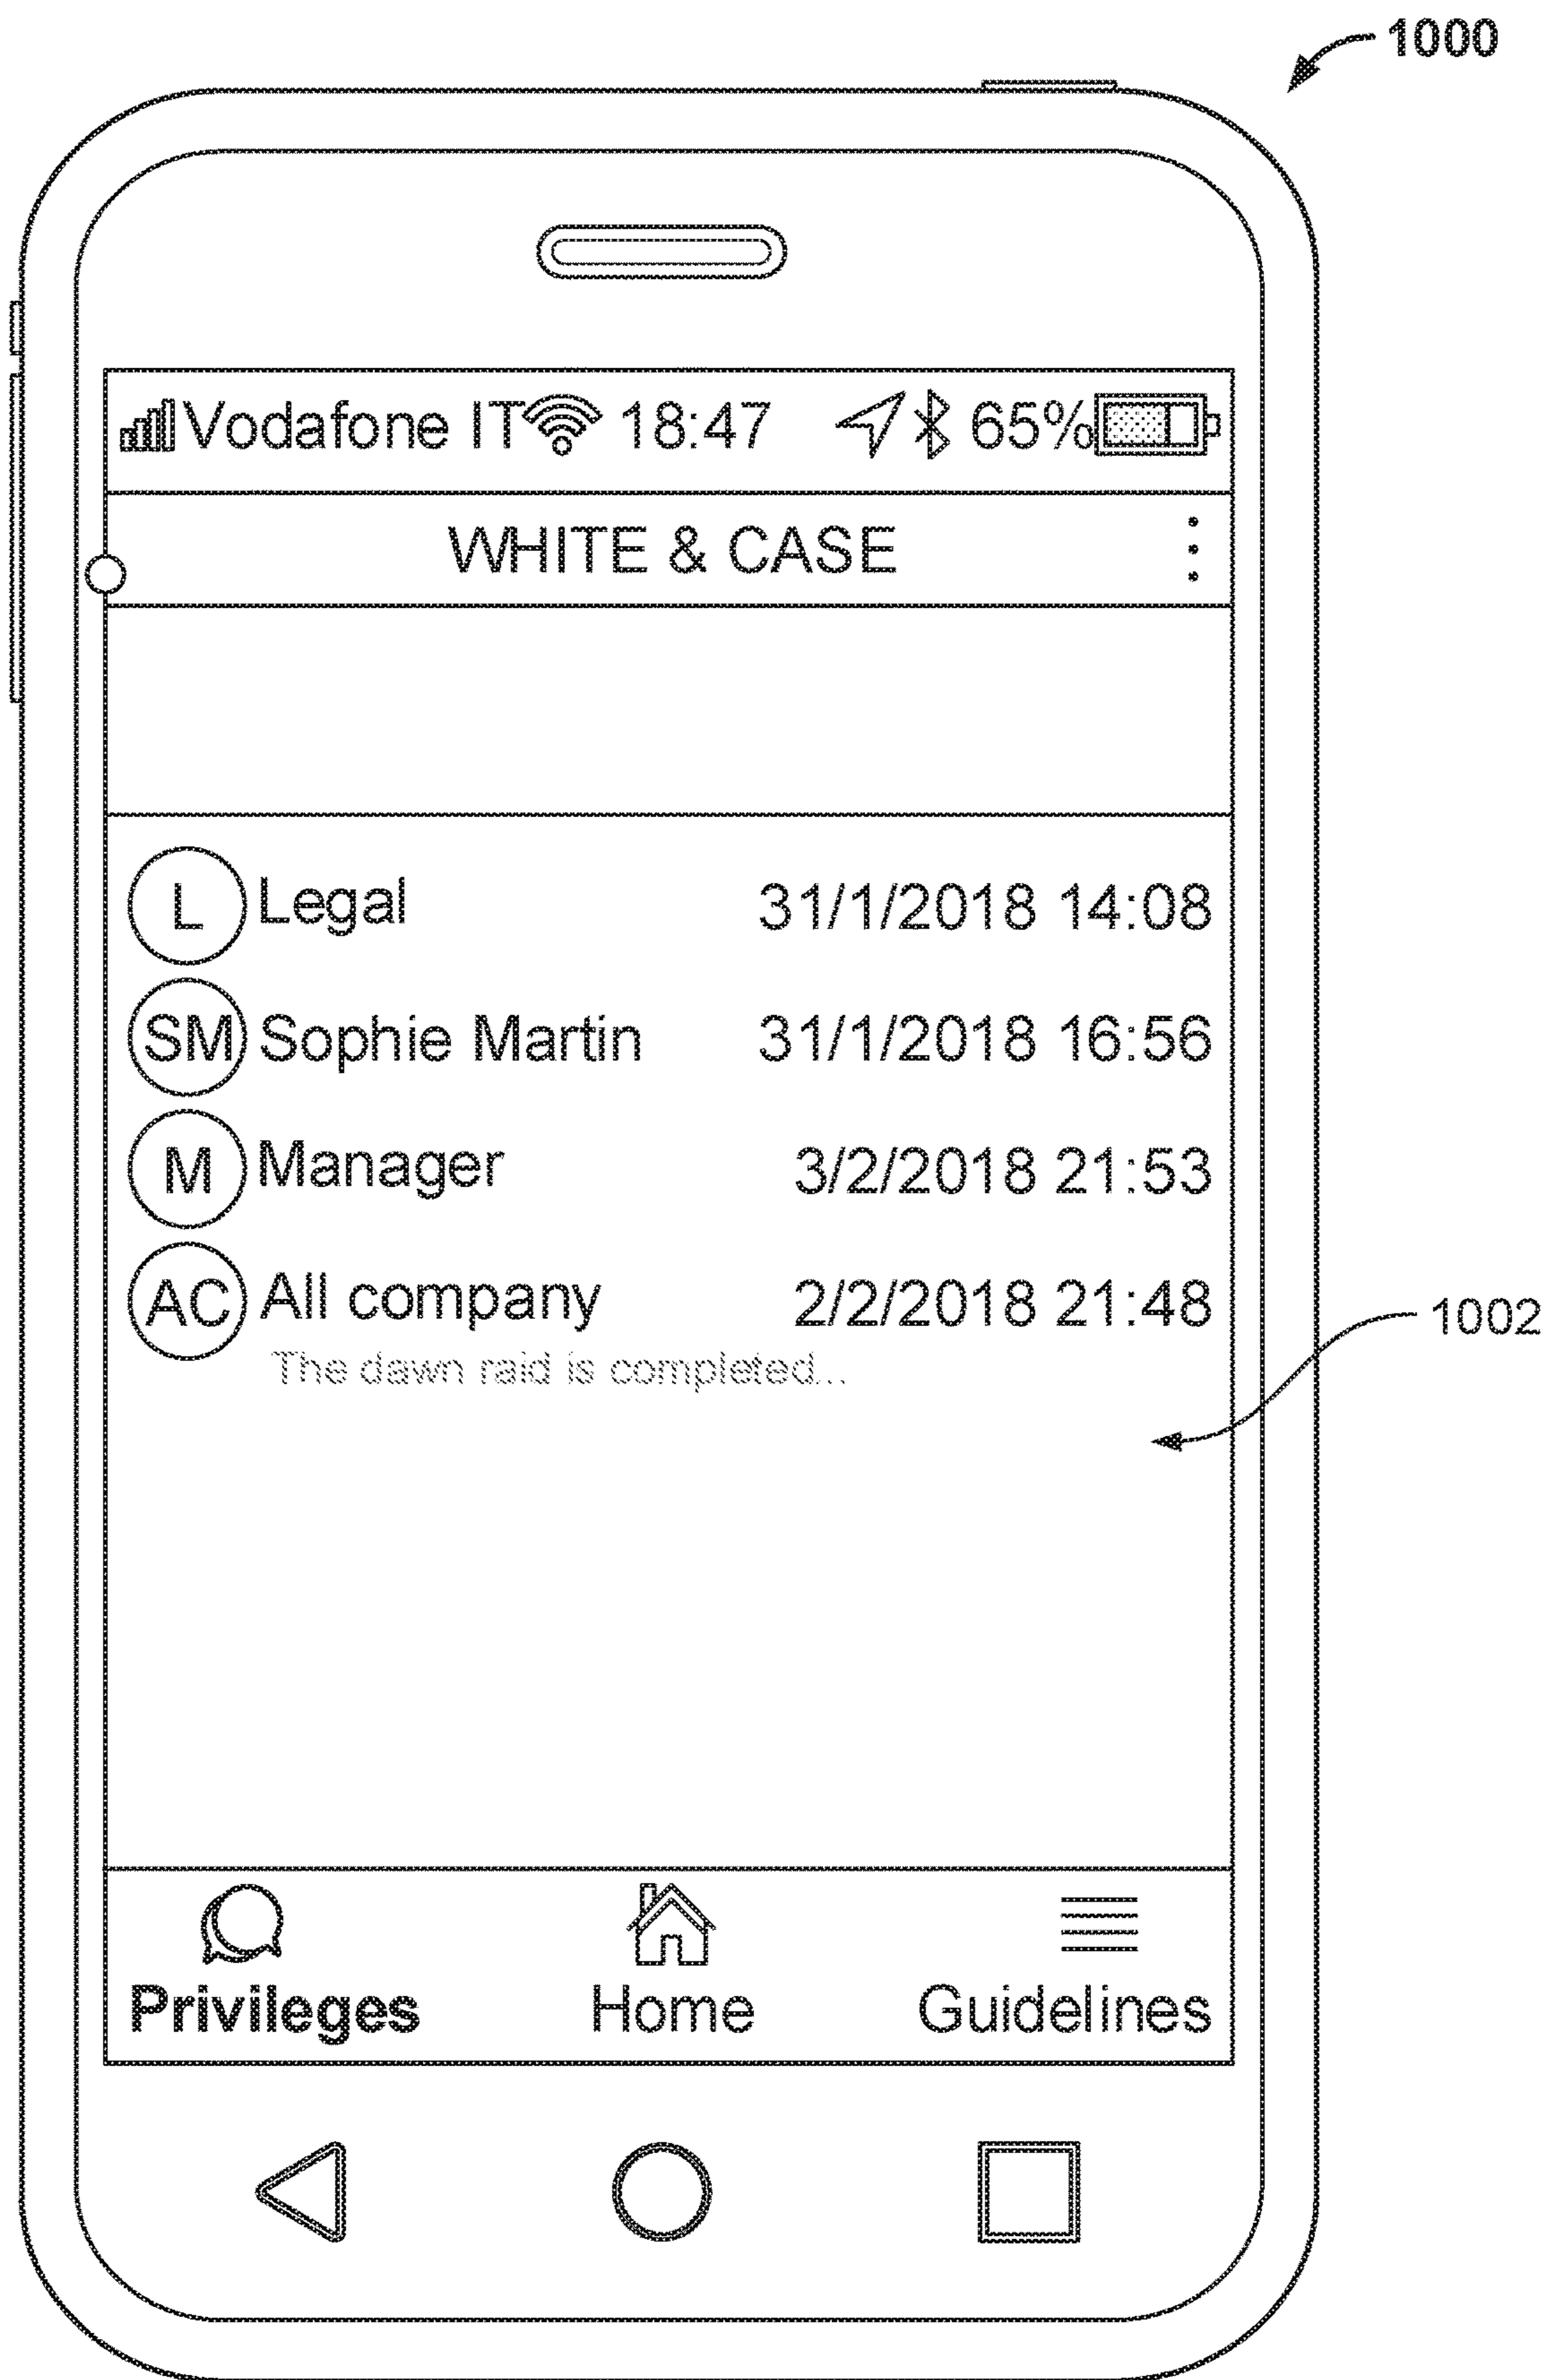 1000
Vodafone IT 18:47 65%
WHITE & CASE
L Legal 31/1/2018 14:08
SM Sophie Martin 31/1/2018 16:56
M Manager 3/2/2018 21:53
AC All company 2/2/2018 21:48
1002
The dawn raid is completed...
Privileges Home Guidelines